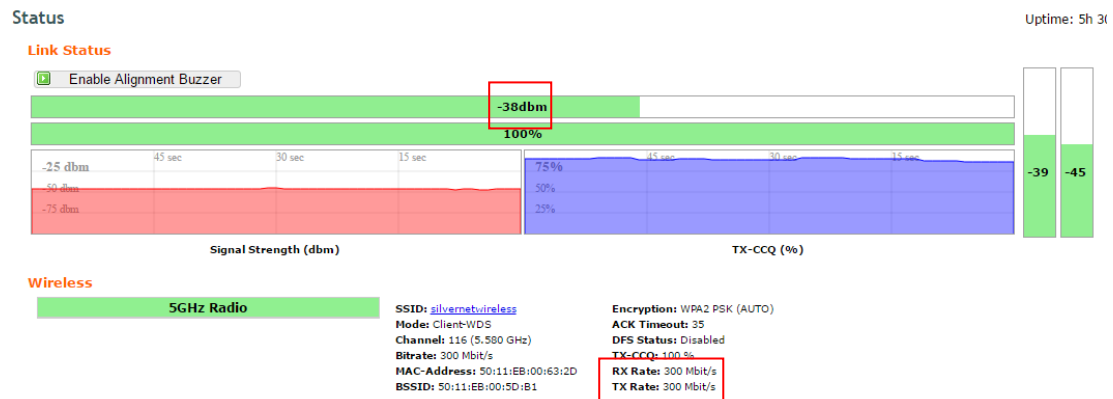 Status
Uptime: 5h 30
Link Status
Enable Alignment Buzzer
-38dbm
100%
45 sec 30 sec 15 sec
-25 dbm
-50 dbm
-75 dbm
45 sec 30 sec 15 sec
75%
50%
25%
-39 -45
Signal Strength (dbm) TX-CCQ (%)
Wireless
5GHz Radio
SSID: silvernetwireless
Mode: Client-WDS
Channel: 116 (5.580 GHz)
Bitrate: 300 Mbit/s
MAC-Address: 50:11:EB:00:63:2D
BSSID: 50:11:EB:00:5D:B1
Encryption: WPA2 PSK (AUTO)
ACK Timeout: 35
DFS Status: Disabled
TX-CCQ: 100 %
RX Rate: 300 Mbit/s
TX Rate: 300 Mbit/s